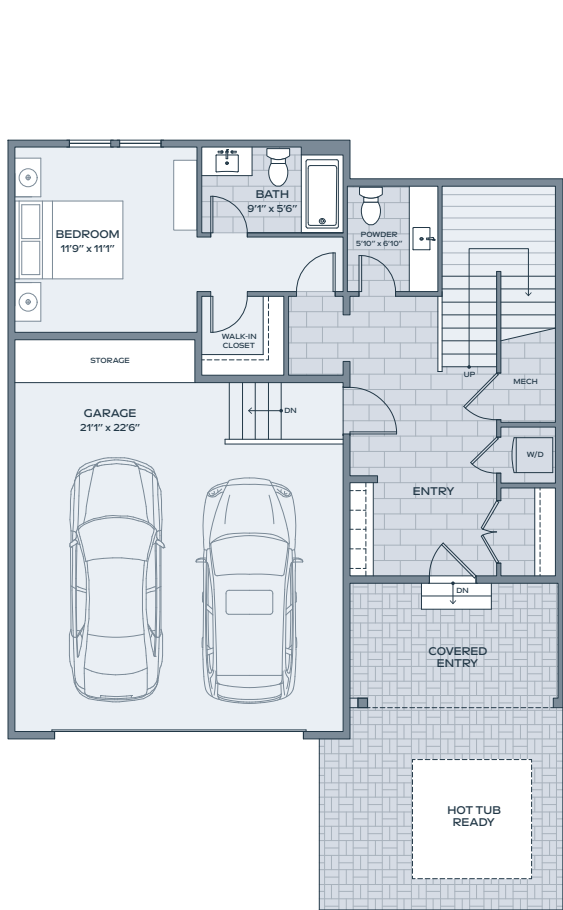 BATH
9'1" x 5'6"
BEDROOM
11'9" x 11'1"
POWDER
5'10" x 6'10"
WALK-IN
CLOSET
STORAGE
UP
MECH
GARAGE
21'1" x 22'6"
DN
W/D
ENTRY
DN
COVERED
ENTRY
HOT TUB
READY